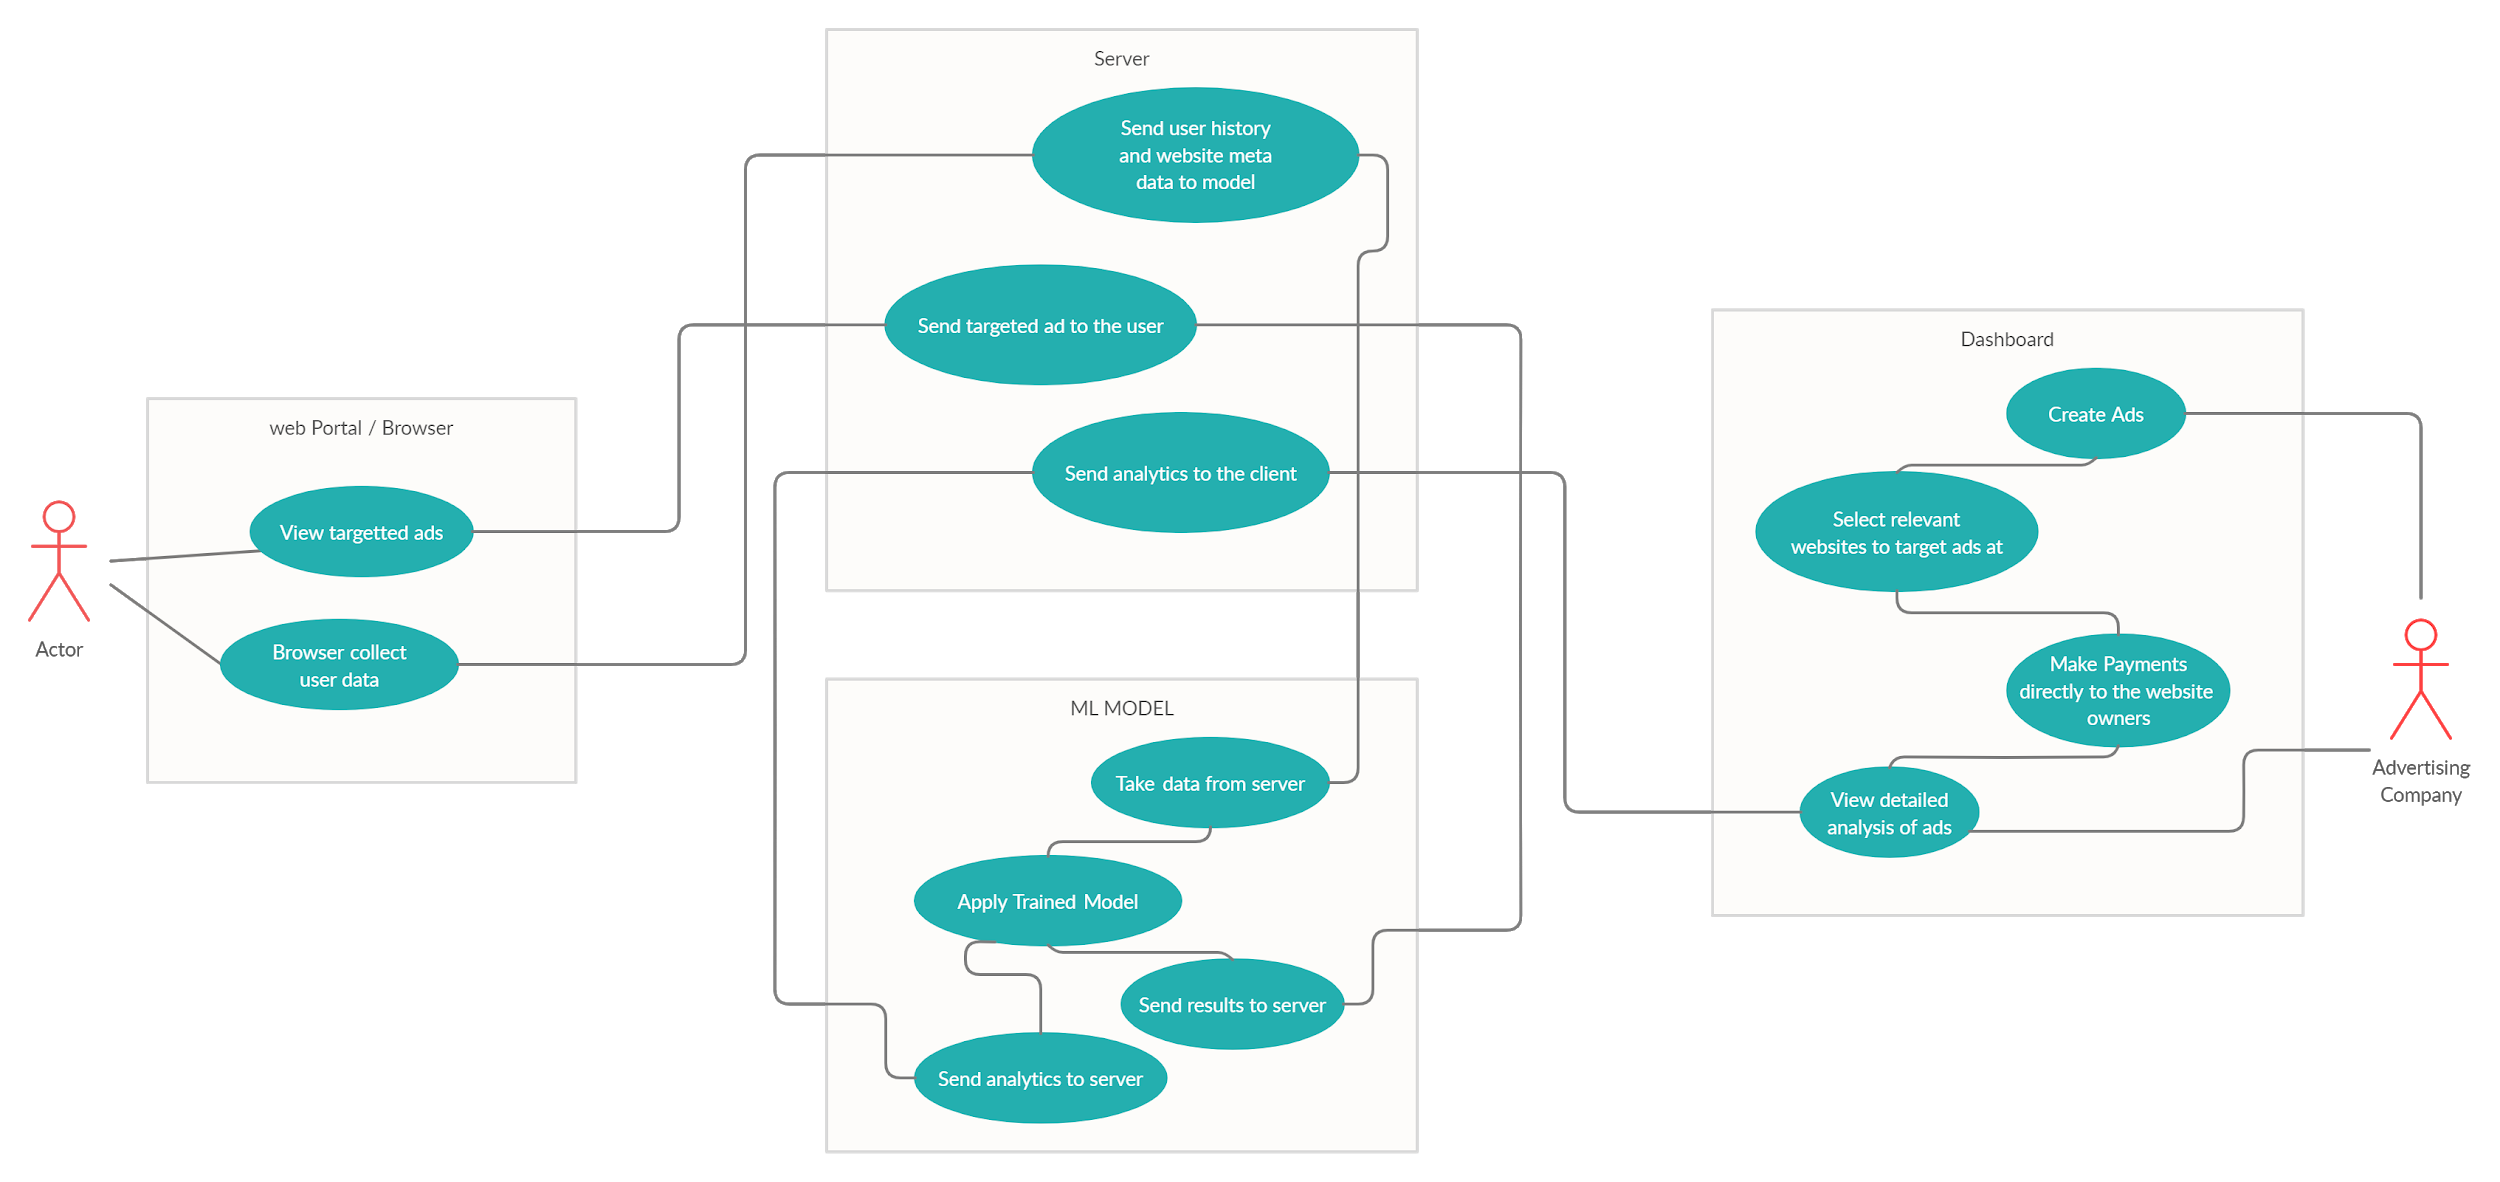 Server
Send user history
and website meta
data to model
Send targeted ad to the user
Send analytics to the client
web Portal / Browser
View targetted ads
Browser collect
user data
Actor
ML MODEL
Take data from server
Apply Trained Model
Send results to server
Send analytics to server
Dashboard
Create Ads
Select relevant
websites to target ads at
Make Payments
directly to the website
owners
View detailed
analysis of ads
Advertising
Company